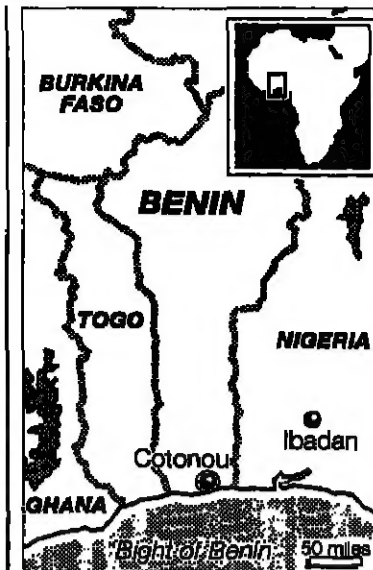 BURKINA
FASO
BENIN
TOGO
NIGERIA
Ibadan
Cotonou
GHANA
Bight of Benin
50 miles